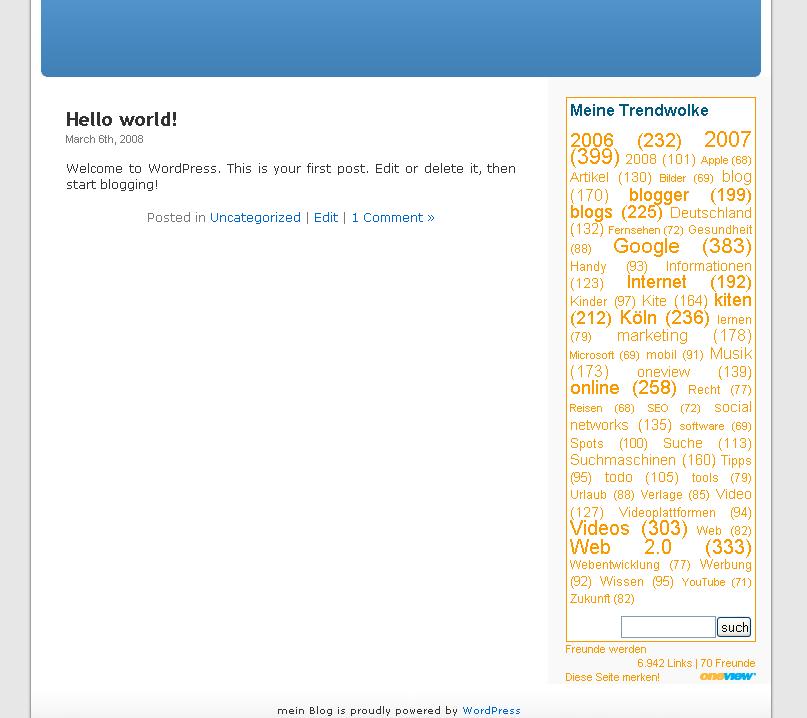 Hello world!
March 6th, 2008
Welcome to WordPress. This is your first post. Edit or delete it, then
start blogging!
Posted in Uncategorized | Edit | 1 Comment »
Meine Trendwolke
2006 (232) 2007
(399) 2008 (101) Apple (68)
Artikel (130) Bilder (69) blog
(170) blogger (199)
blogs (225) Deutschland
(132) Fernsehen (72) Gesundheit
(88) Google (383)
Handy (93) Informationen
(123) Internet (192)
Kinder (97) Kite (164) kiten
(212) Köln (236) lernen
(79) marketing (178)
Microsoft (69) mobil (91) Musik
(173) oneview (139)
online (258) Recht (77)
Reisen (68) SEO (72) social
networks (135) software (69)
Spots (100) Suche (113)
Suchmaschinen (160) Tipps
(95) todo (105) tools (79)
Urlaub (88) Verlage (85) Video
(127) Videoplattformen (94)
Videos (303) Web (82)
Web 2.0 (333)
Webentwicklung (77) Werbung
(92) Wissen (95) YouTube (71)
Zukunft (82)
such
Freunde werden
6.942 Links | 70 Freunde
Diese Seite merken! oneview
mein Blog is proudly powered by WordPress